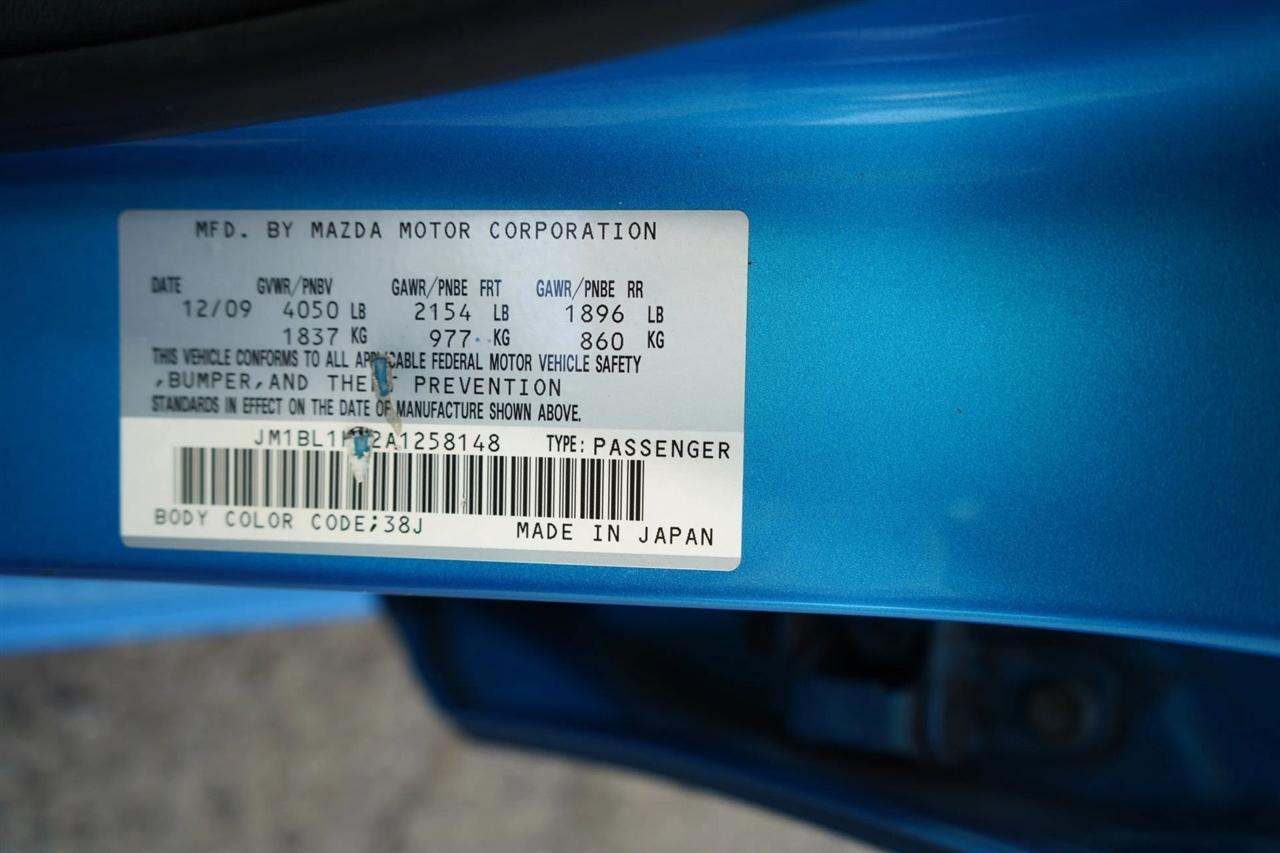 MFD. BY MAZDA MOTOR CORPORATION
DATE GVWR/PNBV GAWR/PNBE FRT GAWR/PNBE RR
12/09 4050 LB 2154 LB 1896 LB
1837 KG 977 KG 860 KG
THIS VEHICLE CONFORMS TO ALL APPLICABLE FEDERAL MOTOR VEHICLE SAFETY
,BUMPER,AND THEFT PREVENTION
STANDARDS IN EFFECT ON THE DATE OF MANUFACTURE SHOWN ABOVE.
TYPE: PASSENGER
BODY COLOR CODE;38J MADE IN JAPAN